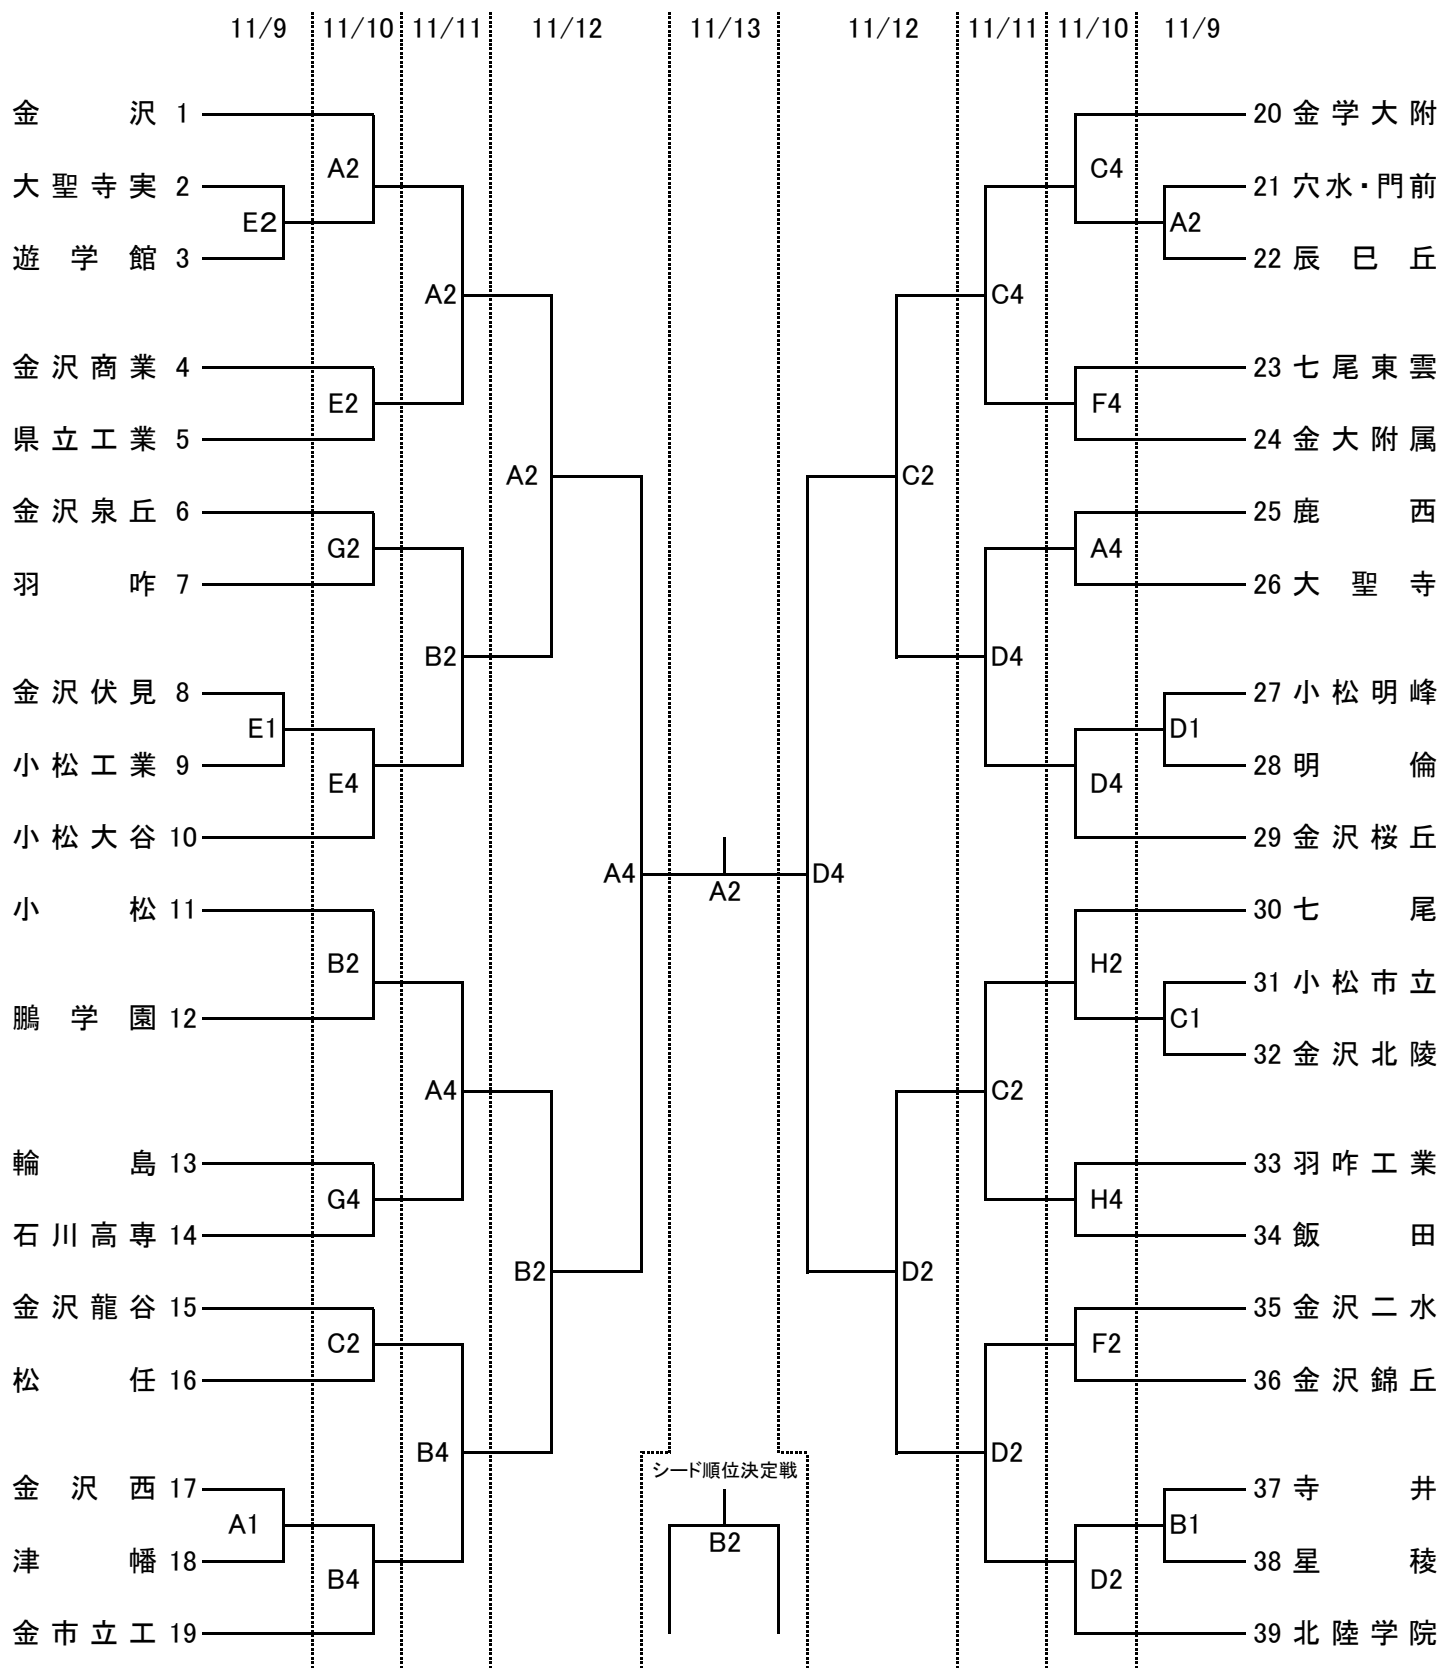 11/9 11/10 11/11 11/12 11/13 11/12 11/11 11/10 11/9
金沢 1
A2
大聖寺実 2
E2
遊学館 3
A2
金沢商業 4
E2
県立工業 5
A2
金沢泉丘 6
G2
羽咋 7
B2
金沢伏見 8
E1
小松工業 9
E4
小松大谷 10
A4
小松 11
B2
鵬学園 12
A4
輪島 13
G4
石川高専 14
B2
金沢龍谷 15
C2
松任 16
B4
金沢西 17
A1
津幡 18
B4
金市立工 19
A2
シード順位決定戦
B2
20 金学大附
C4
21 穴水・門前
A2
22 辰巳丘
C4
23 七尾東雲
F4
24 金大附属
C2
25 鹿西
A4
26 大聖寺
D4
27 小松明峰
D1
28 明倫
D4
29 金沢桜丘
D4
30 七尾
H2
31 小松市立
C1
32 金沢北陵
C2
33 羽咋工業
H4
34 飯田
D2
35 金沢二水
F2
36 金沢錦丘
D2
37 寺井
B1
38 星稜
D2
39 北陸学院